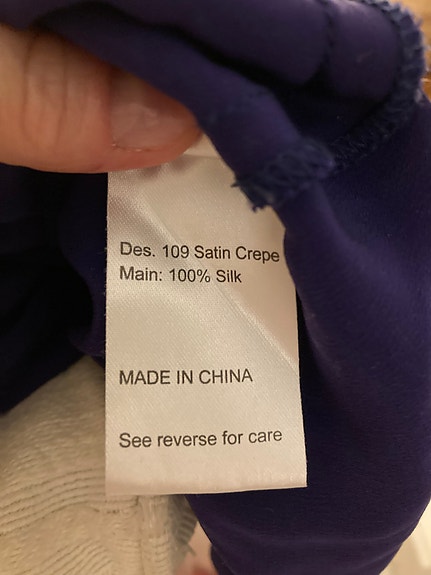 Des. 109 Satin Crepe
Main: 100% Silk
MADE IN CHINA
See reverse for care